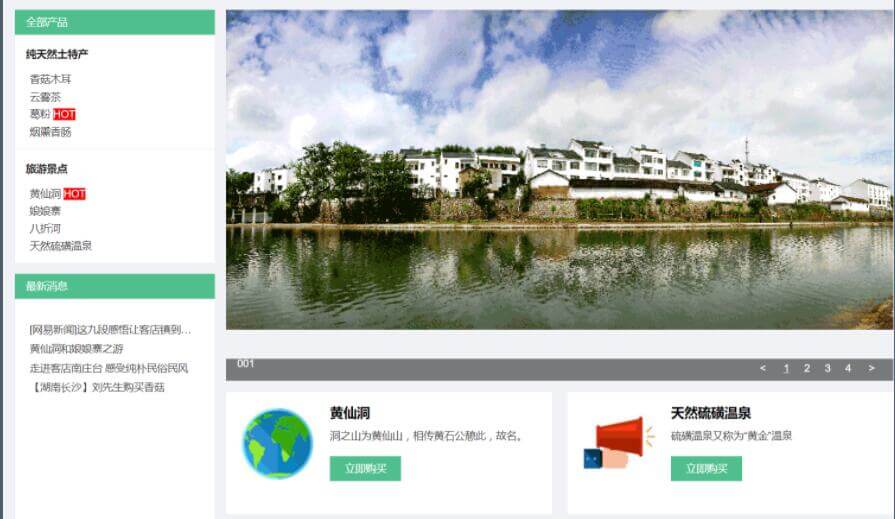 全部产品
纯天然土特产
香菇木耳
云雾茶
葛粉 HOT
烟熏香肠
旅游景点
黄仙洞 HOT
娘娘寨
八折河
天然硫磺温泉
最新消息
[网易新闻]这九段感悟让客店镇到...
黄仙洞和娘娘寨之游
走进客店南庄台 感受纯朴民俗民风
【湖南长沙】刘先生购买香菇
001
< 1 2 3 4 >
黄仙洞
洞之山为黄仙山，相传黄石公憩此，故名。
立即购买
天然硫磺温泉
硫磺温泉又称为“黄金”温泉
立即购买